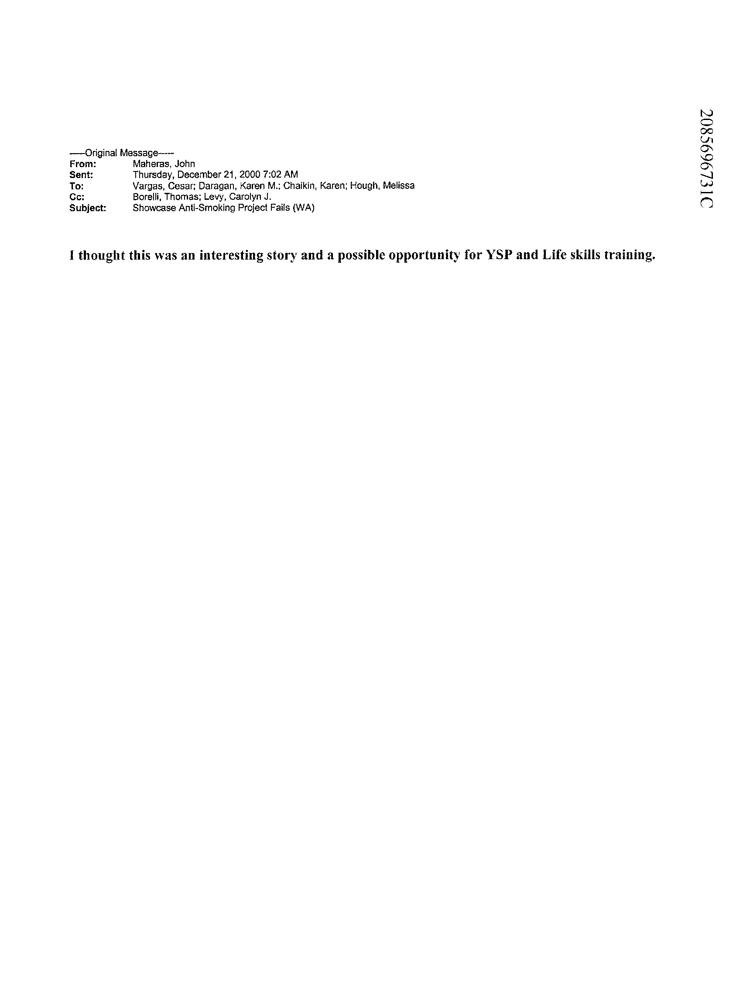 -----Original Message-----
From: Maheras, John
Sent: Thursday, December 21, 2000 7:02 AM
To: Vargas, Cesar; Daragan, Karen M.; Chaikin, Karen; Hough, Melissa
Cc: Borelli, Thomas; Levy, Carolyn J.
Subject: Showcase Anti-Smoking Project Fails (WA)
I thought this was an interesting story and a possible opportunity for YSP and Life skills training.
2085696731C